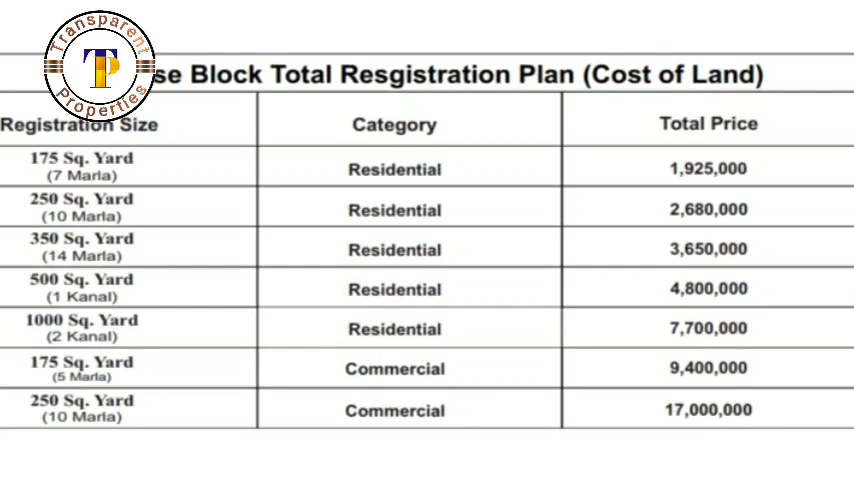 Transparent
TP
Properties
se Block Total Resgistration Plan (Cost of Land)
Registration Size Category Total Price
175 Sq. Yard
(7 Marla) Residential 1,925,000
250 Sq. Yard
(10 Marla) Residential 2,680,000
350 Sq. Yard
(14 Marla) Residential 3,650,000
500 Sq. Yard
(1 Kanal) Residential 4,800,000
1000 Sq. Yard
(2 Kanal) Residential 7,700,000
175 Sq. Yard
(5 Marla) Commercial 9,400,000
250 Sq. Yard
(10 Marla) Commercial 17,000,000